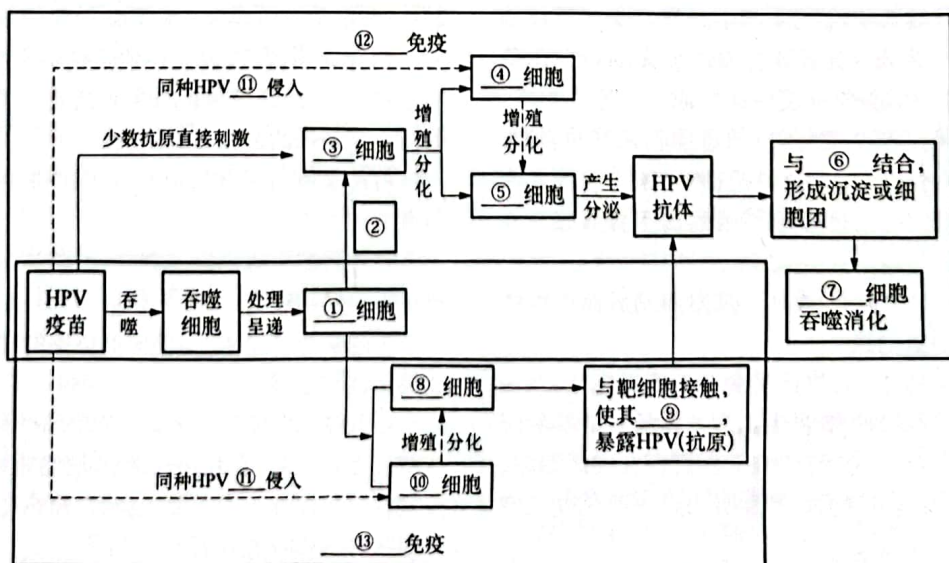 ⑫免疫
同种HPV ⑪ 侵入
④ 细胞
少数抗原直接刺激
③ 细胞
增殖
分化
增殖
分化
⑤ 细胞
产生
分泌
HPV
抗体
与 ⑥ 结合,
形成沉淀或细
胞团
②
⑦ 细胞
吞噬消化
HPV
疫苗
吞
噬
吞噬
细胞
处理
呈递
① 细胞
⑧ 细胞
与靶细胞接触,
使其 ⑨ ,
暴露HPV(抗原)
增殖 分化
同种HPV ⑪ 侵入
⑩ 细胞
⑬免疫